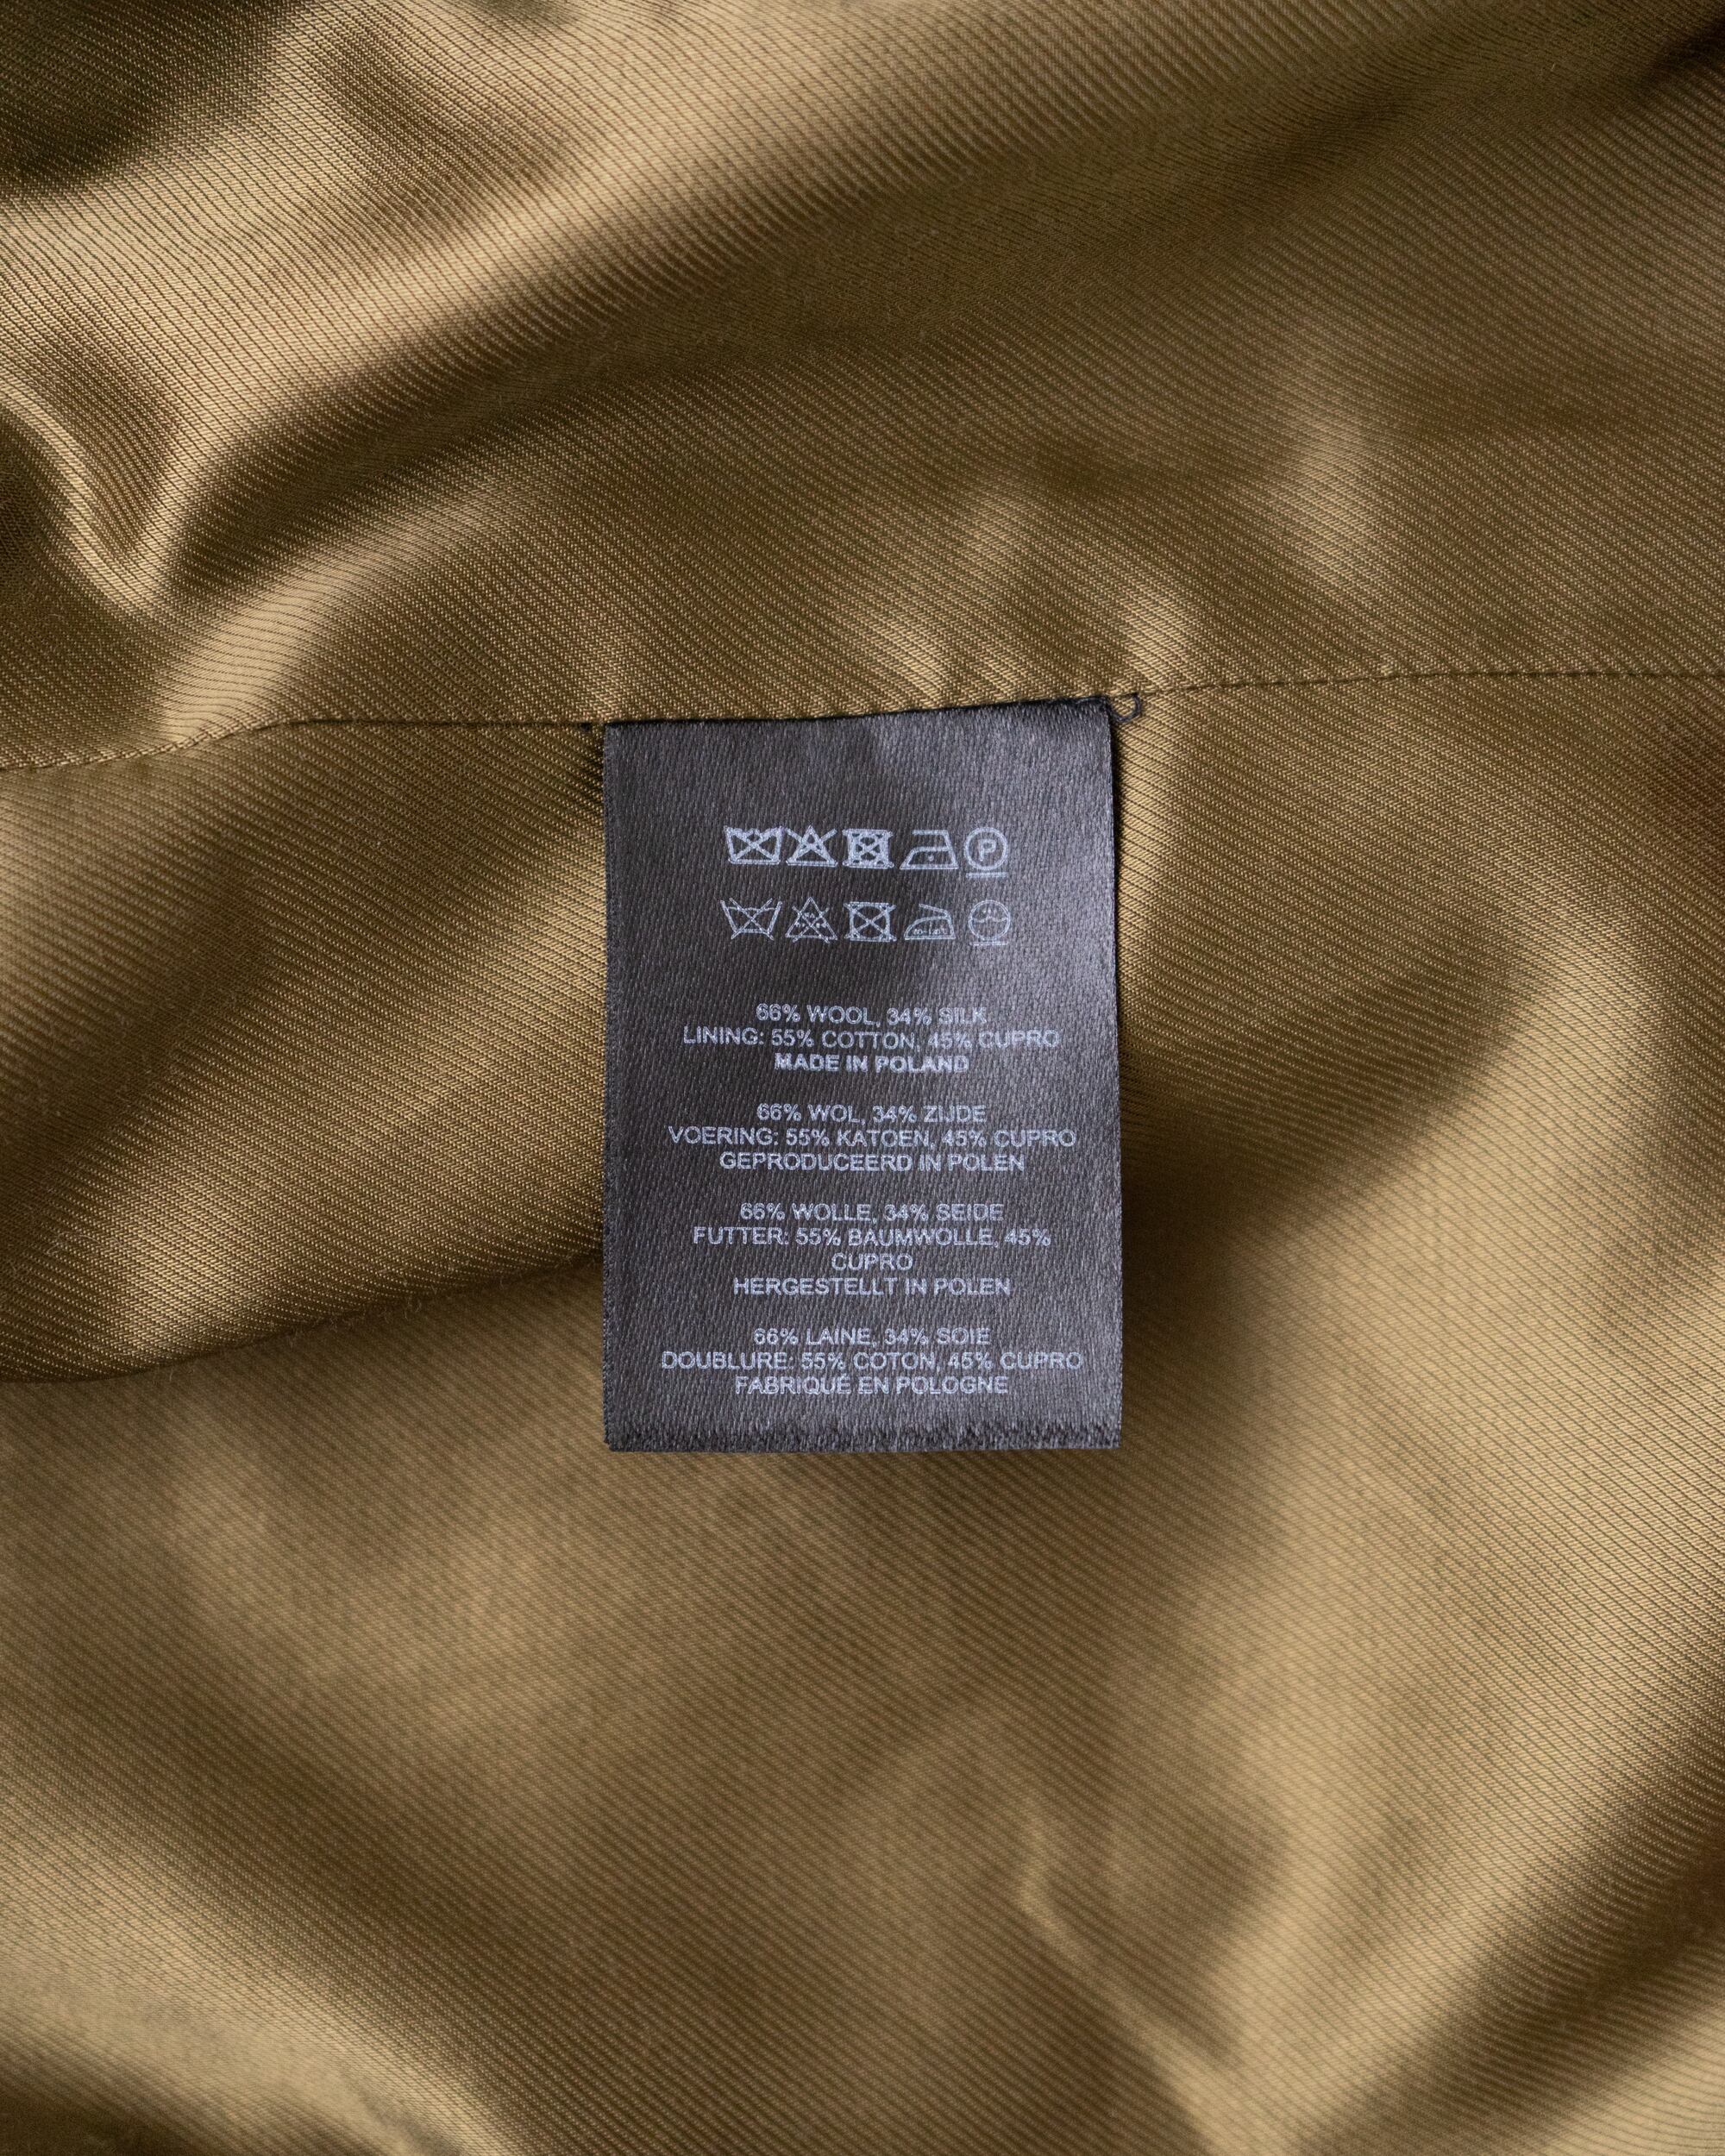 P
66% WOOL, 34% SILK
LINING: 55% COTTON, 45% CUPRO
MADE IN POLAND
66% WOL, 34% ZIJDE
VOERING: 55% KATOEN, 45% CUPRO
GEPRODUCEERD IN POLEN
66% WOLLE, 34% SEIDE
FUTTER: 55% BAUMWOLLE, 45%
CUPRO
HERGESTELLT IN POLEN
66% LAINE, 34% SOIE
DOUBLURE: 55% COTON, 45% CUPRO
FABRIQUÉ EN POLOGNE